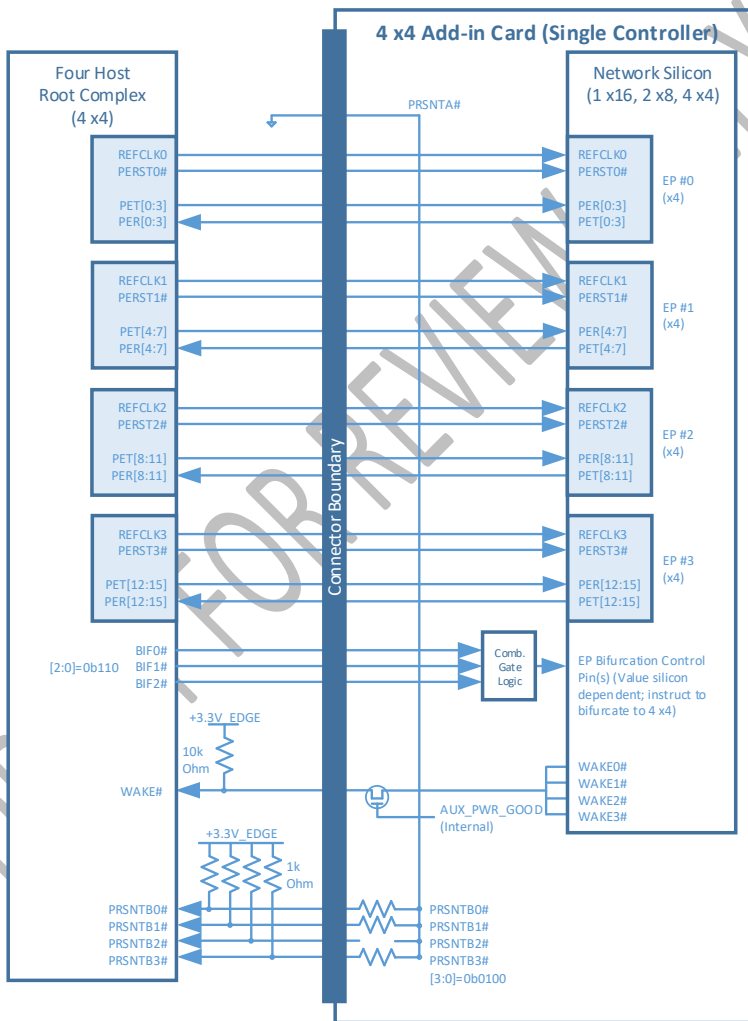 4 x4 Add-in Card (Single Controller)
Four Host
Root Complex
(4 x4)
Network Silicon
(1 x16, 2 x8, 4 x4)
PRSNTA#
REFCLK0
PERST0#
PET[0:3]
PER[0:3]
REFCLK0
PERST0#
PER[0:3]
PET[0:3]
EP #0
(x4)
REFCLK1
PERST1#
PET[4:7]
PER[4:7]
REFCLK1
PERST1#
PER[4:7]
PET[4:7]
EP #1
(x4)
REFCLK2
PERST2#
PET[8:11]
PER[8:11]
REFCLK2
PERST2#
PER[8:11]
PET[8:11]
EP #2
(x4)
REFCLK3
PERST3#
PET[12:15]
PER[12:15]
REFCLK3
PERST3#
PER[12:15]
PET[12:15]
EP #3
(x4)
Connector Boundary
BIF0#
[2:0]=0b110 BIF1#
BIF2#
Comb.
Gate
Logic
EP Bifurcation Control
Pin(s) (Value silicon
dependent; instruct to
bifurcate to 4 x4)
+3.3V_EDGE
10k
Ohm
WAKE#
AUX_PWR_GOOD
(Internal)
WAKE0#
WAKE1#
WAKE2#
WAKE3#
+3.3V_EDGE
1k
Ohm
PRSNTB0#
PRSNTB1#
PRSNTB2#
PRSNTB3#
PRSNTB0#
PRSNTB1#
PRSNTB2#
PRSNTB3#
[3:0]=0b0100
FOR REVIEW